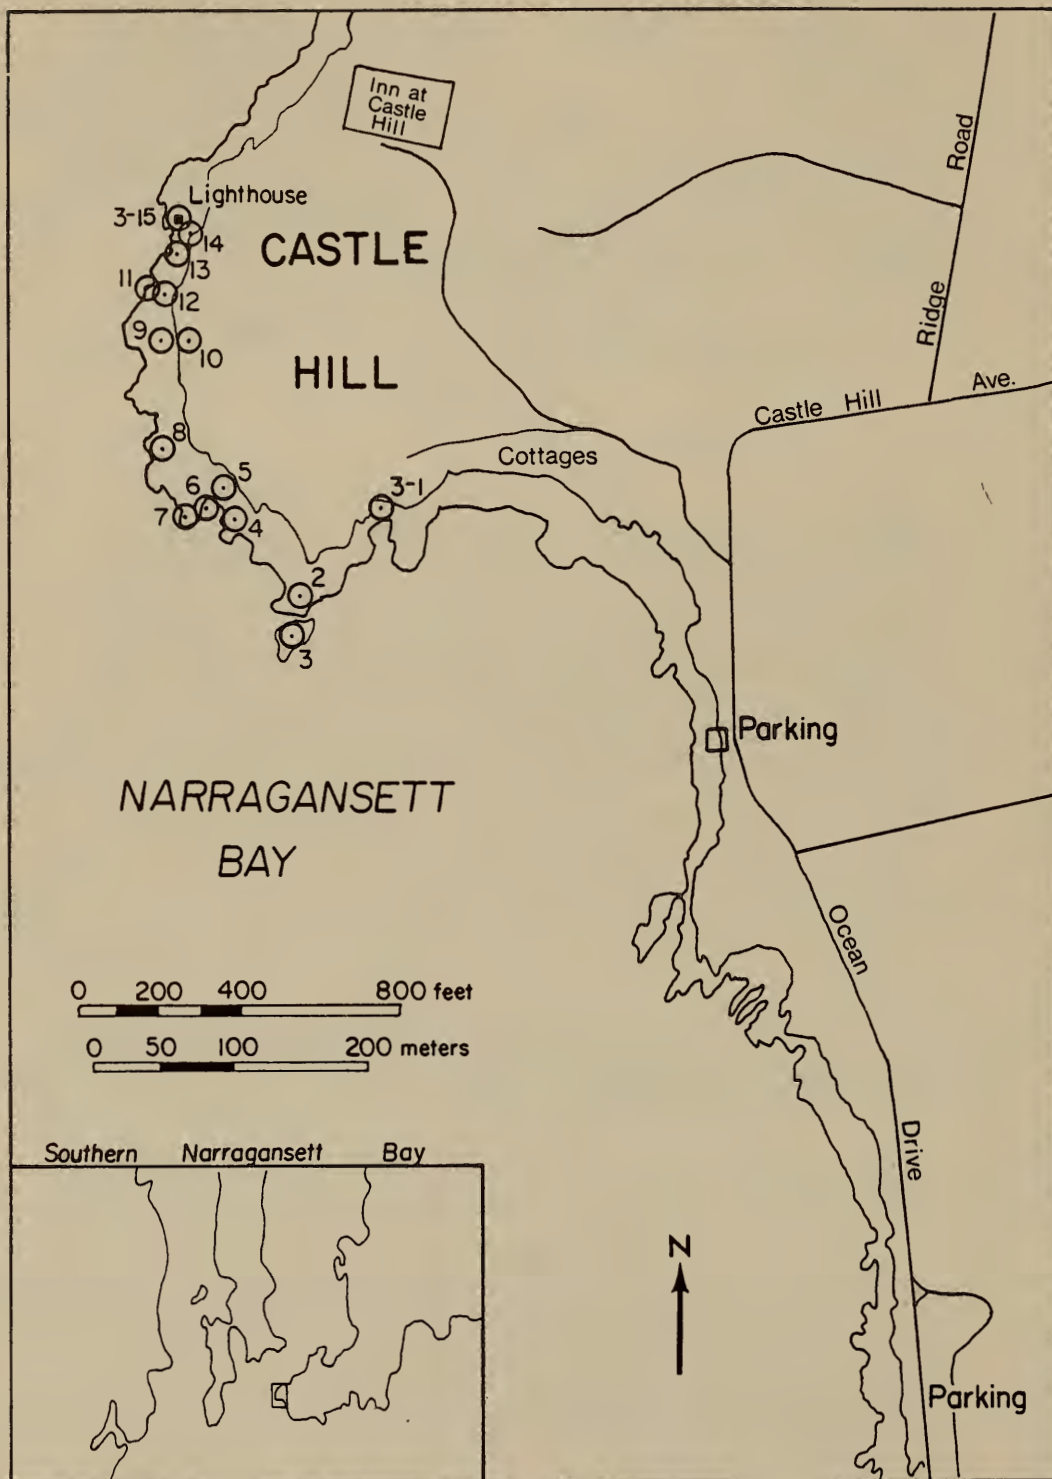 Inn at
Castle
Hill
Road
Lighthouse
3-15
14
CASTLE
13
11
12
Ridge
9
10
HILL
Ave.
Castle Hill
8
Cottages
5
6
3-1
7
4
2
3
Parking
NARRAGANSETT
BAY
Ocean
0 200 400 800 feet
0 50 100 200 meters
Drive
Southern Narragansett Bay
N
Parking